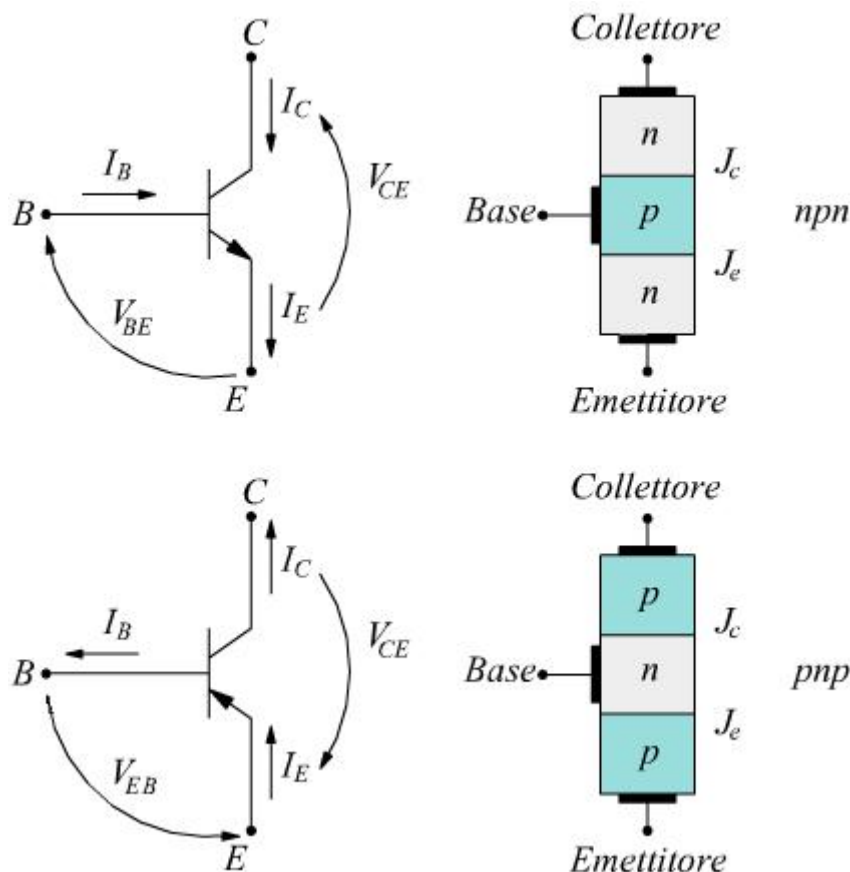 C
I_C
I_B
V_CE
B
I_E
V_BE
E
Collettore
n
J_c
Base
p
npn
J_e
n
Emettitore
C
I_C
I_B
V_CE
B
I_E
V_EB
E
Collettore
p
J_c
Base
n
pnp
J_e
p
Emettitore